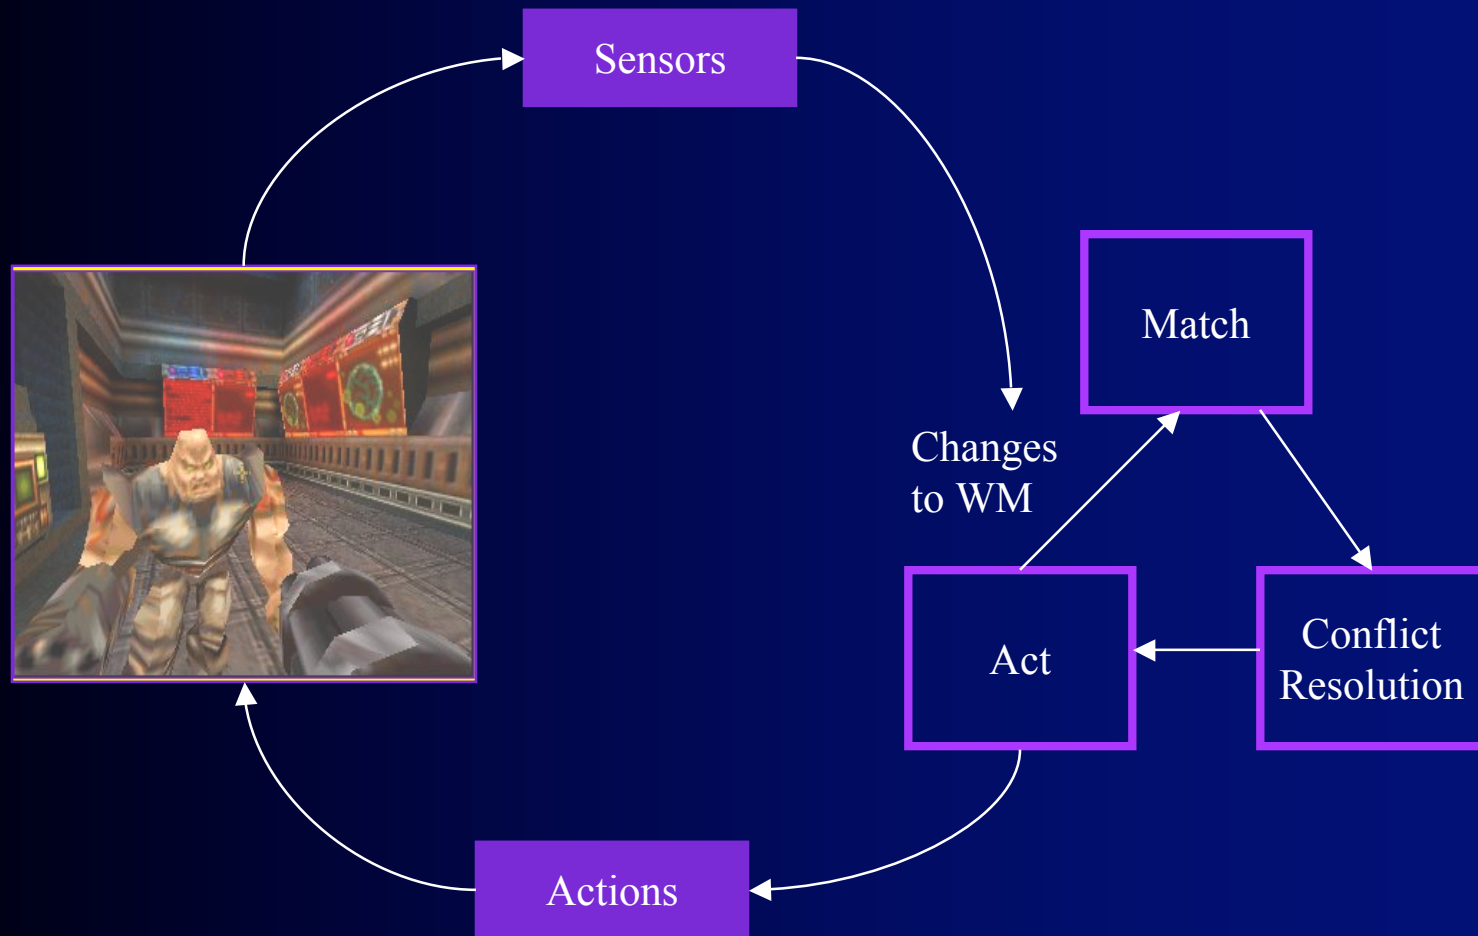 Sensors
Match
Changes
to WM
Act
Conflict
Resolution
Actions